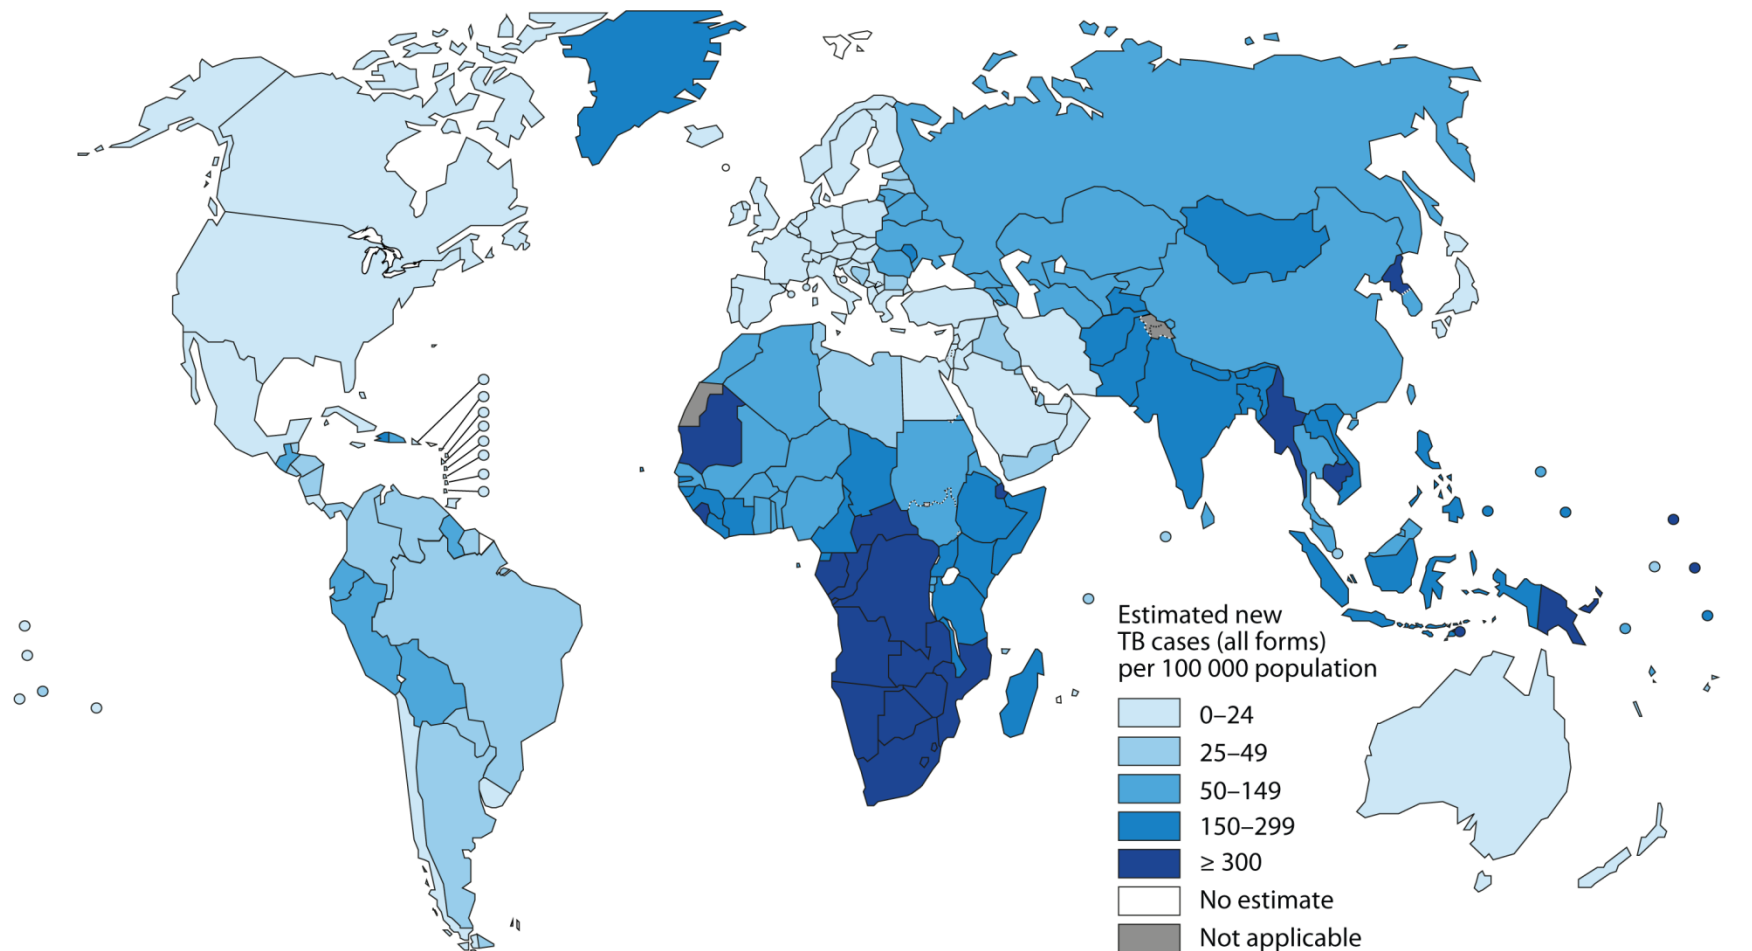 Estimated new
TB cases (all forms)
per 100 000 population
0–24
25–49
50–149
150–299
≥ 300
No estimate
Not applicable